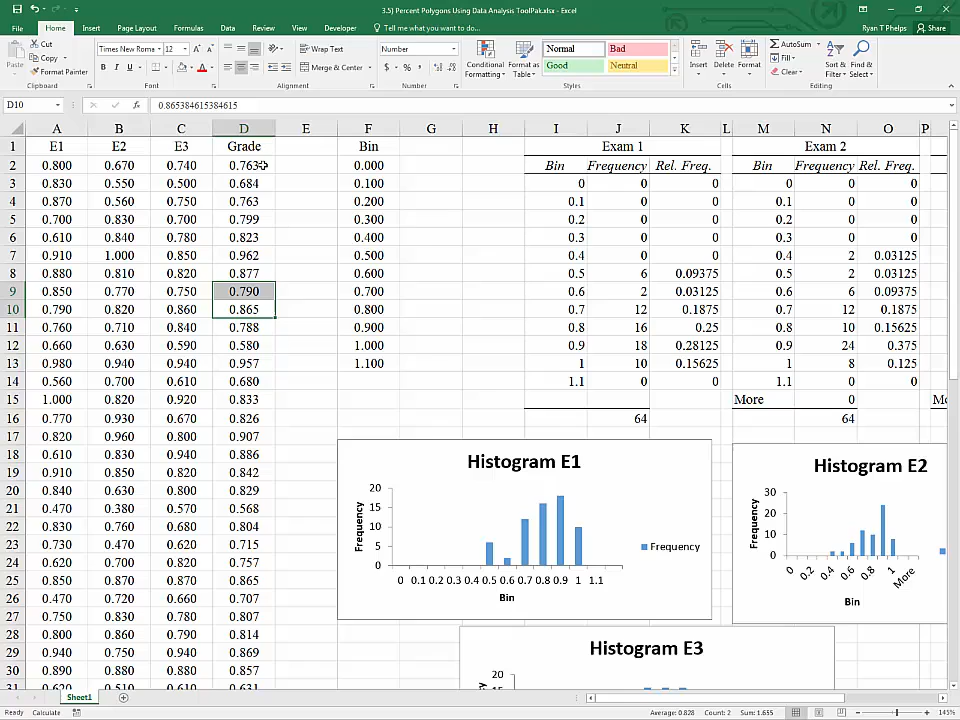 3.5) Percent Polygons Using Data Analysis ToolPak.xlsx - Excel
File Home Insert Page Layout Formulas Data Review View Developer Tell me what you want to do... Ryan T Phelps Share
Paste Cut Copy Format Painter Clipboard
Times New Roma 12 B I U Font
Wrap Text Merge & Center Alignment
Number $ % , Number
Conditional Formatting Format as Table Normal Bad Good Neutral Styles
Insert Delete Format Cells
AutoSum Fill Clear Sort & Filter Find & Select Editing
D10 fx 0.865384615384615
A B C D E F G H I J K L M N O P
1 E1 E2 E3 Grade Bin Exam 1 Exam 2
2 0.800 0.670 0.740 0.763 0.000 Bin Frequency Rel. Freq. Bin Frequency Rel. Freq.
3 0.830 0.550 0.500 0.684 0.100 0 0 0 0 0 0
4 0.870 0.560 0.750 0.763 0.200 0.1 0 0 0.1 0 0
5 0.700 0.830 0.700 0.799 0.300 0.2 0 0 0.2 0 0
6 0.610 0.840 0.780 0.823 0.400 0.3 0 0 0.3 0 0
7 0.910 1.000 0.850 0.962 0.500 0.4 0 0 0.4 2 0.03125
8 0.880 0.810 0.820 0.877 0.600 0.5 6 0.09375 0.5 2 0.03125
9 0.850 0.770 0.750 0.790 0.700 0.6 2 0.03125 0.6 6 0.09375
10 0.790 0.820 0.860 0.865 0.800 0.7 12 0.1875 0.7 12 0.1875
11 0.760 0.710 0.840 0.788 0.900 0.8 16 0.25 0.8 10 0.15625
12 0.660 0.630 0.590 0.580 1.000 0.9 18 0.28125 0.9 24 0.375
13 0.980 0.940 0.940 0.957 1.100 1 10 0.15625 1 8 0.125
14 0.560 0.700 0.610 0.680 1.1 0 0 1.1 0 0
15 1.000 0.820 0.920 0.833 More 0
16 0.770 0.930 0.670 0.826 64 64
17 0.820 0.960 0.800 0.907
18 0.610 0.830 0.940 0.886
19 0.910 0.850 0.820 0.842
20 0.840 0.630 0.800 0.829
21 0.470 0.380 0.570 0.568
22 0.830 0.760 0.680 0.804
23 0.730 0.470 0.620 0.715
24 0.620 0.700 0.820 0.757
25 0.850 0.870 0.870 0.865
26 0.470 0.720 0.660 0.707
27 0.750 0.830 0.780 0.807
28 0.800 0.860 0.790 0.814
29 0.940 0.750 0.940 0.869
30 0.890 0.880 0.880 0.857
31 0.620 0.510 0.610 0.631
Histogram E1
Frequency
20
15
10
5
0
0 0.1 0.2 0.3 0.4 0.5 0.6 0.7 0.8 0.9 1 1.1
Bin
Frequency
Histogram E2
Frequency
30
20
10
0
0 0.2 0.4 0.6 0.8 1 More
Bin
Histogram E3
20
Sheet1
Ready Calculate Average: 0.828 Count: 2 Sum: 1.655 145%